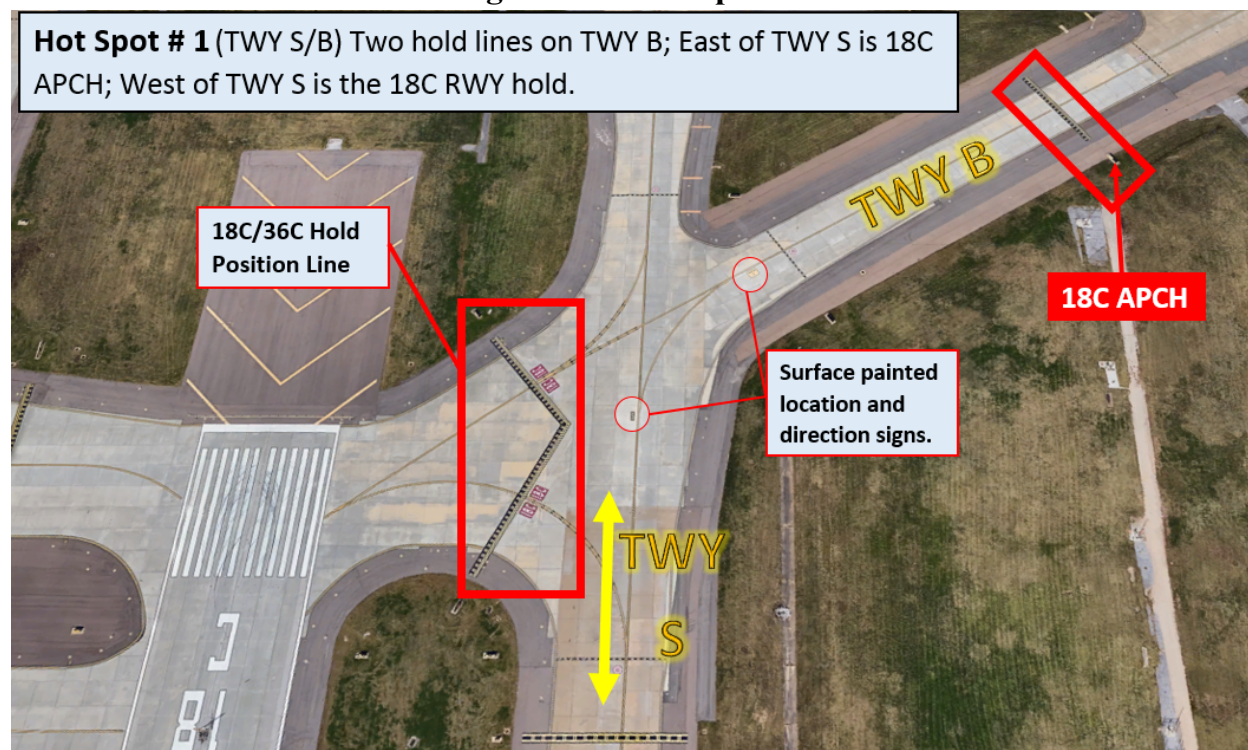 Hot Spot # 1 (TWY S/B) Two hold lines on TWY B; East of TWY S is 18C
APCH; West of TWY S is the 18C RWY hold.
18C/36C Hold
Position Line
TWY B
18C APCH
Surface painted
location and
direction signs.
TWY
S
18
C